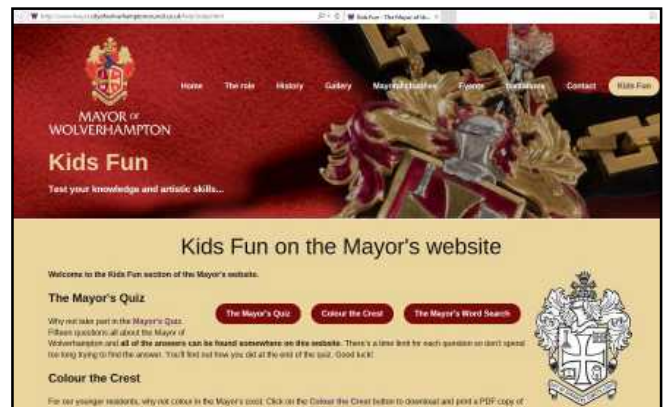 Kids Fun - The Mayor of W...
MAYOR OF
WOLVERHAMPTON
Home The role History Gallery Mayor's charities Events Contact Kids Fun
Kids Fun
Test your knowledge and artistic skills...
Kids Fun on the Mayor's website
Welcome to the Kids Fun section of the Mayor's website.
The Mayor's Quiz
The Mayor's Quiz Colour the Crest The Mayor's Word Search
Why not take part in the Mayor's Quiz.
Fifteen questions all about the Mayor of
Wolverhampton and all of the answers can be found somewhere on this website. There's a time limit for each question so don't spend
too long trying to find the answer. You'll find out how you did at the end of the quiz. Good luck!
Colour the Crest
For our younger residents, why not colour in the Mayor's crest. Click on the Colour the Crest button to download and print a PDF copy of